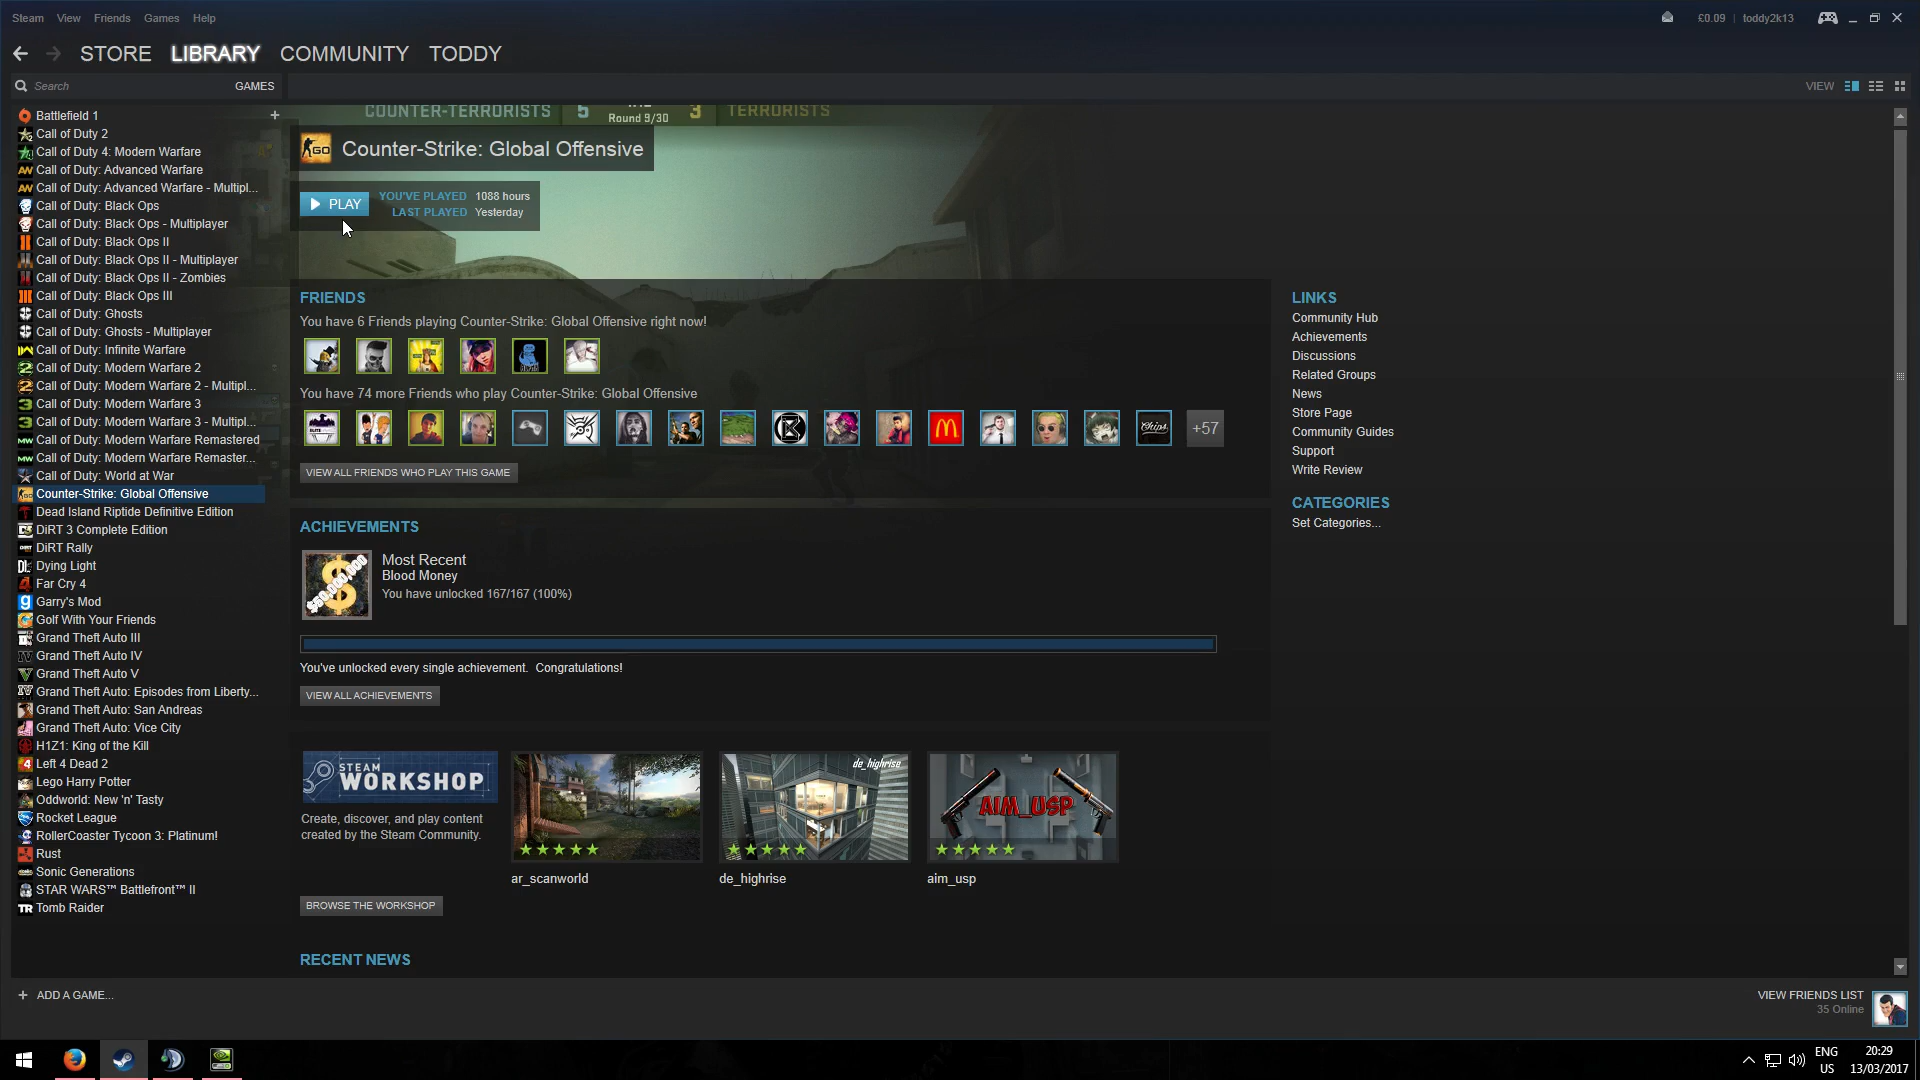 Steam View Friends Games Help
£0.09 | toddy2k13
STORE LIBRARY COMMUNITY TODDY
Search GAMES
VIEW
Battlefield 1 +
Call of Duty 2
Call of Duty 4: Modern Warfare
Call of Duty: Advanced Warfare
Call of Duty: Advanced Warfare - Multipl...
Call of Duty: Black Ops
Call of Duty: Black Ops - Multiplayer
Call of Duty: Black Ops II
Call of Duty: Black Ops II - Multiplayer
Call of Duty: Black Ops II - Zombies
Call of Duty: Black Ops III
Call of Duty: Ghosts
Call of Duty: Ghosts - Multiplayer
Call of Duty: Infinite Warfare
Call of Duty: Modern Warfare 2
Call of Duty: Modern Warfare 2 - Multipl...
Call of Duty: Modern Warfare 3
Call of Duty: Modern Warfare 3 - Multipl...
Call of Duty: Modern Warfare Remastered
Call of Duty: Modern Warfare Remaster...
Call of Duty: World at War
Counter-Strike: Global Offensive
Dead Island Riptide Definitive Edition
DiRT 3 Complete Edition
DiRT Rally
Dying Light
Far Cry 4
Garry's Mod
Golf With Your Friends
Grand Theft Auto III
Grand Theft Auto IV
Grand Theft Auto V
Grand Theft Auto: Episodes from Liberty...
Grand Theft Auto: San Andreas
Grand Theft Auto: Vice City
H1Z1: King of the Kill
Left 4 Dead 2
Lego Harry Potter
Oddworld: New 'n' Tasty
Rocket League
RollerCoaster Tycoon 3: Platinum!
Rust
Sonic Generations
STAR WARS™ Battlefront™ II
Tomb Raider
+ ADD A GAME...
COUNTER-TERRORISTS 5 3 TERRORISTS
Round 9/30
GO Counter-Strike: Global Offensive
PLAY
YOU'VE PLAYED 1088 hours
LAST PLAYED Yesterday
FRIENDS
You have 6 Friends playing Counter-Strike: Global Offensive right now!
You have 74 more Friends who play Counter-Strike: Global Offensive
Chips
+57
VIEW ALL FRIENDS WHO PLAY THIS GAME
ACHIEVEMENTS
$50,000,000
Most Recent
Blood Money
You have unlocked 167/167 (100%)
You've unlocked every single achievement.  Congratulations!
VIEW ALL ACHIEVEMENTS
STEAM
WORKSHOP
Create, discover, and play content
created by the Steam Community.
BROWSE THE WORKSHOP
ar_scanworld
de_highrise
de_highrise
AIM_USP
aim_usp
RECENT NEWS
LINKS
Community Hub
Achievements
Discussions
Related Groups
News
Store Page
Community Guides
Support
Write Review
CATEGORIES
Set Categories...
VIEW FRIENDS LIST
35 Online
ENG
US
20:29
13/03/2017